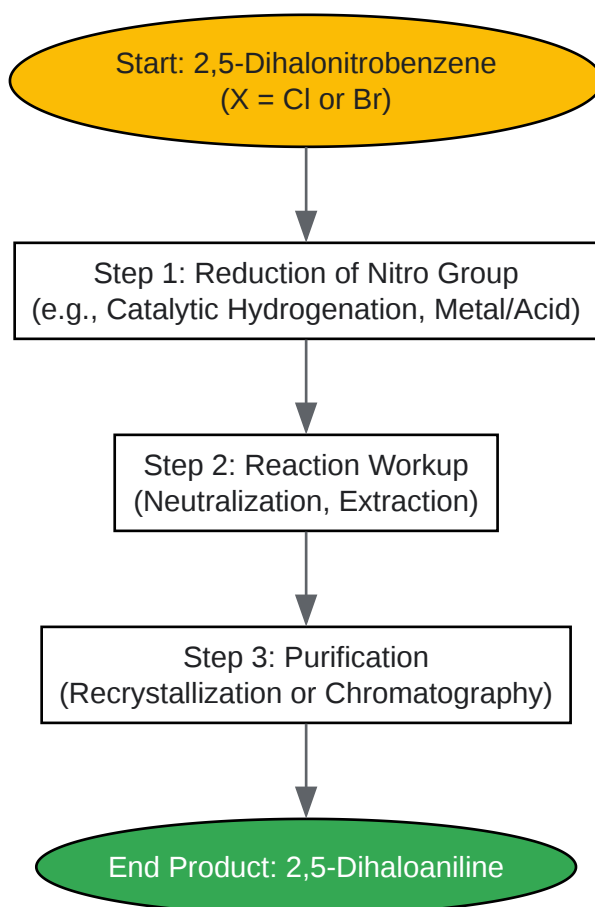 Start: 2,5-Dihalonitrobenzene
(X = Cl or Br)
Step 1: Reduction of Nitro Group
(e.g., Catalytic Hydrogenation, Metal/Acid)
Step 2: Reaction Workup
(Neutralization, Extraction)
Step 3: Purification
(Recrystallization or Chromatography)
End Product: 2,5-Dihaloaniline